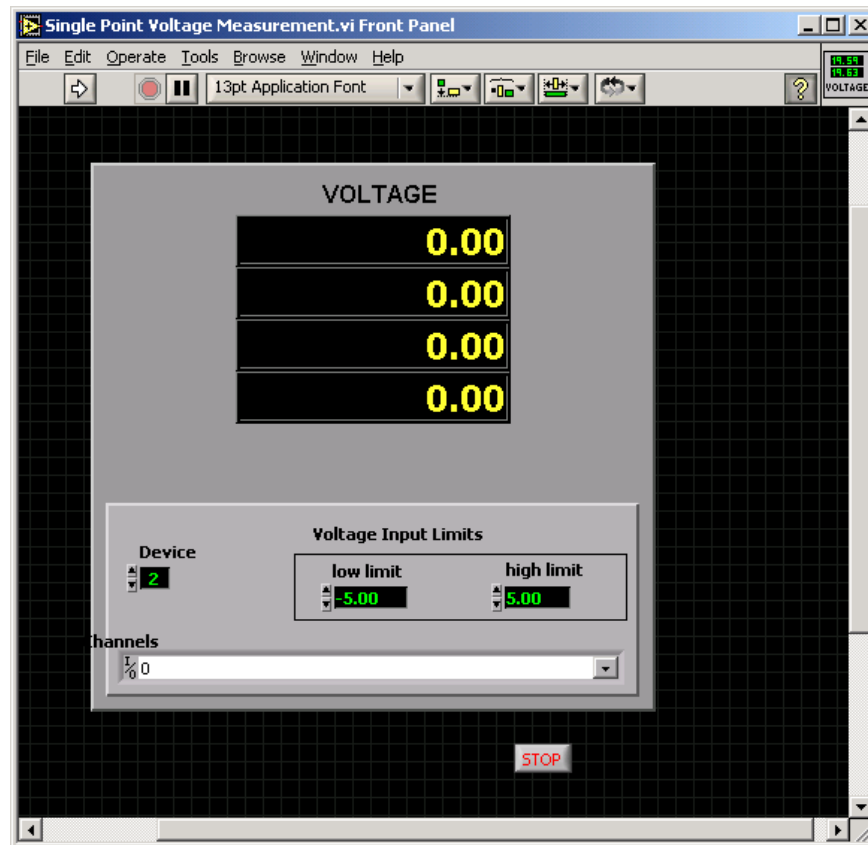 Single Point Voltage Measurement.vi Front Panel
File Edit Operate Tools Browse Window Help
13pt Application Font
?
19.59
19.63
VOLTAGE
VOLTAGE
0.00
0.00
0.00
0.00
Voltage Input Limits
Device
low limit
high limit
2
-5.00
5.00
Channels
I/O 0
STOP